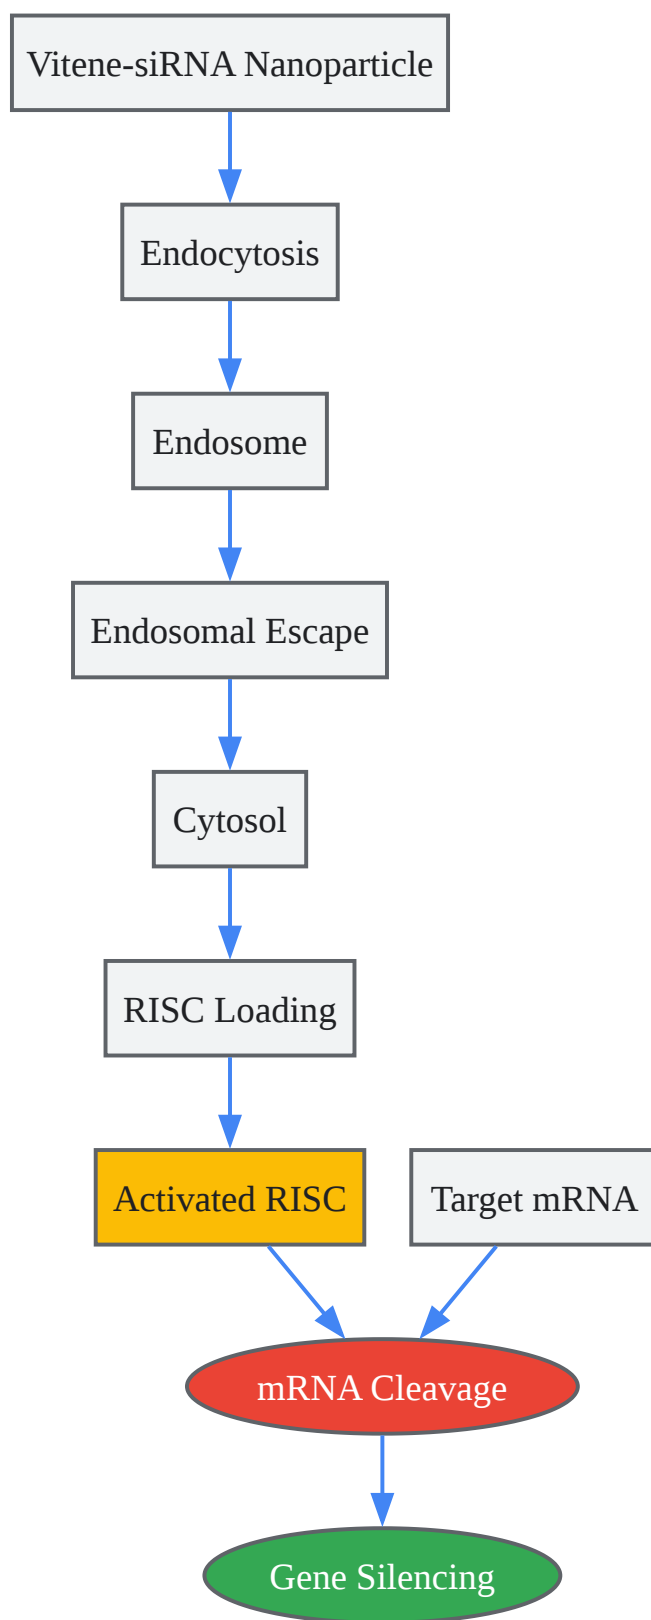 Vitene-siRNA Nanoparticle
Endocytosis
Endosome
Endosomal Escape
Cytosol
RISC Loading
Activated RISC
Target mRNA
mRNA Cleavage
Gene Silencing